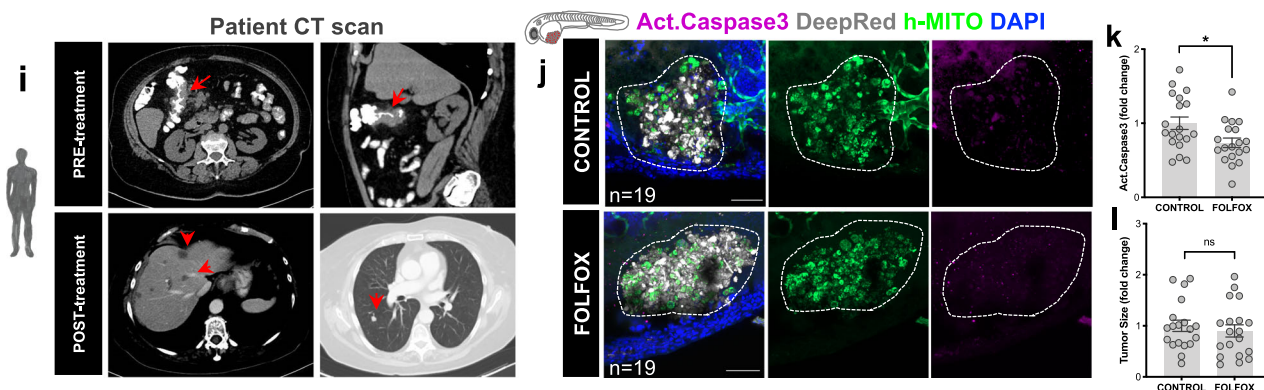 i
Patient CT scan
PRE-treatment
POST-treatment
j
Act.Caspase3 DeepRed h-MITO DAPI
CONTROL
n=19
FOLFOX
n=19
k
Act.Caspase3 (fold change)
2
1
0
*
CONTROL FOLFOX
l
Tumor Size (fold change)
3
2
1
0
ns
CONTROL FOLFOX